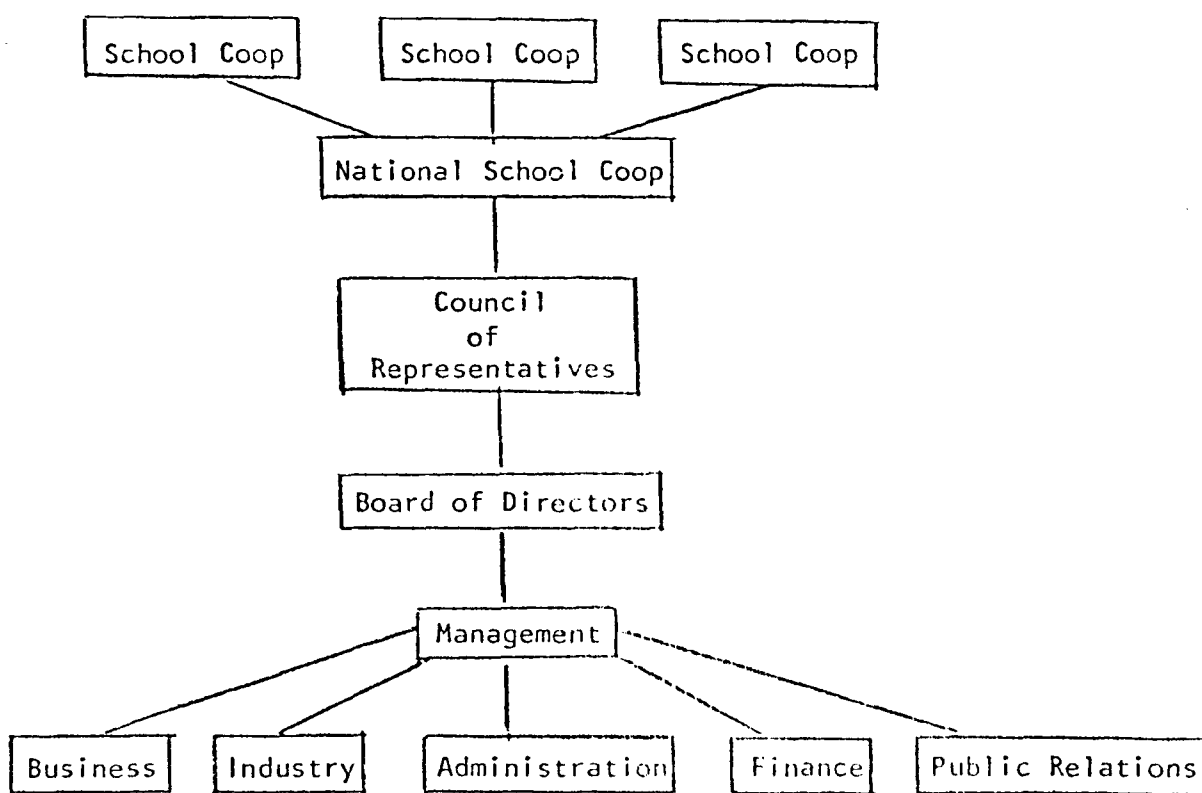 School Coop
School Coop
School Coop
National School Coop
Council
of
Representatives
Board of Directors
Management
Business
Industry
Administration
Finance
Public Relations